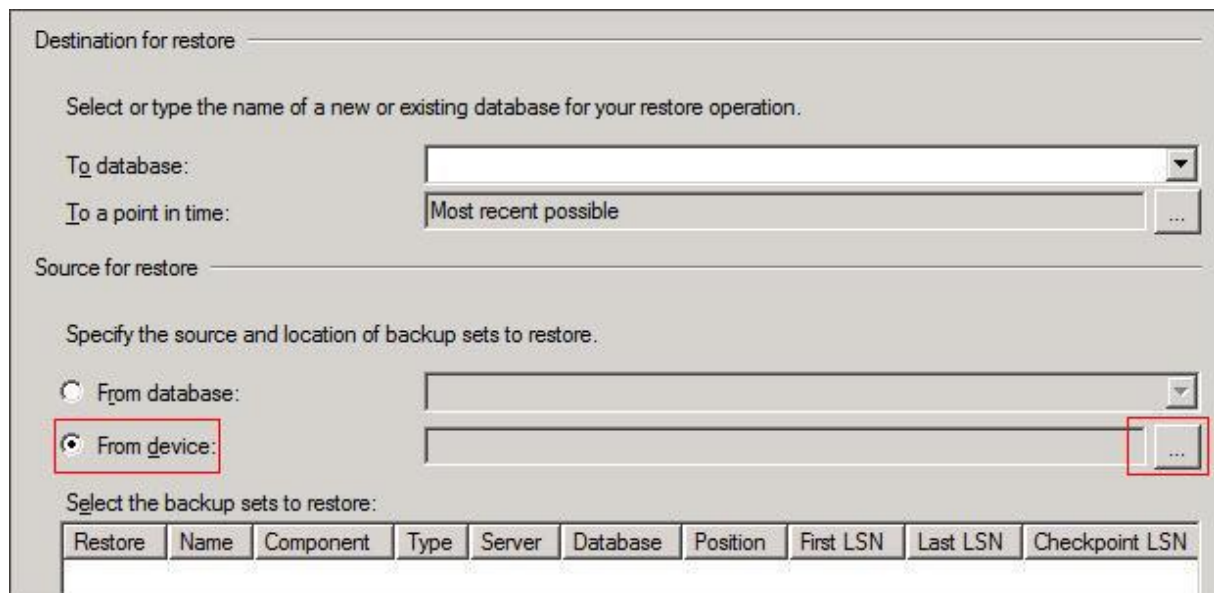 Destination for restore
Select or type the name of a new or existing database for your restore operation.
To database:
To a point in time: Most recent possible ...
Source for restore
Specify the source and location of backup sets to restore.
From database:
From device: ...
Select the backup sets to restore:
Restore Name Component Type Server Database Position First LSN Last LSN Checkpoint LSN